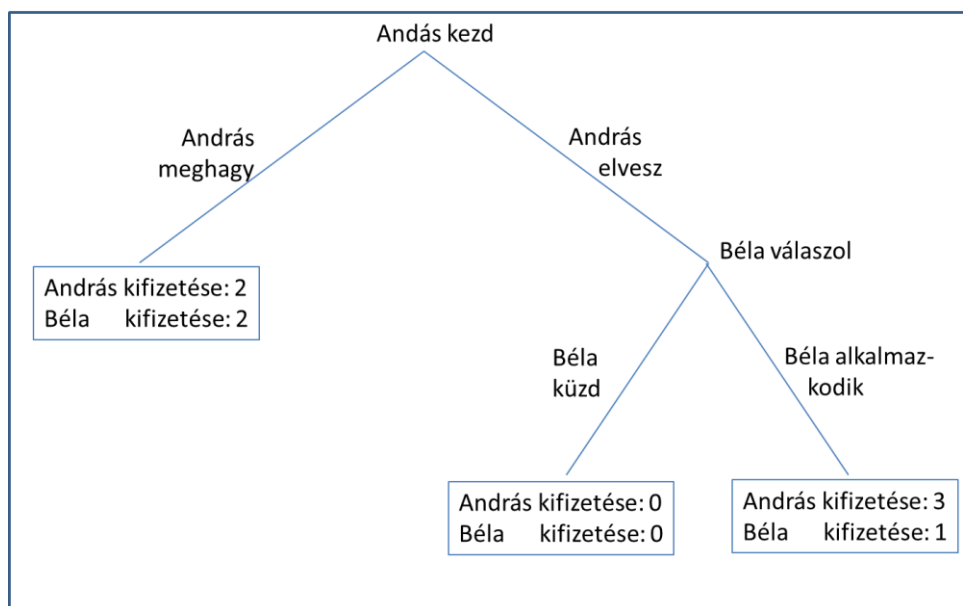 Andás kezd
András
meghagy
András
elvesz
Béla válaszol
András kifizetése: 2
Béla kifizetése: 2
Béla
küzd
Béla alkalmaz-
kodik
András kifizetése: 0
Béla kifizetése: 0
András kifizetése: 3
Béla kifizetése: 1